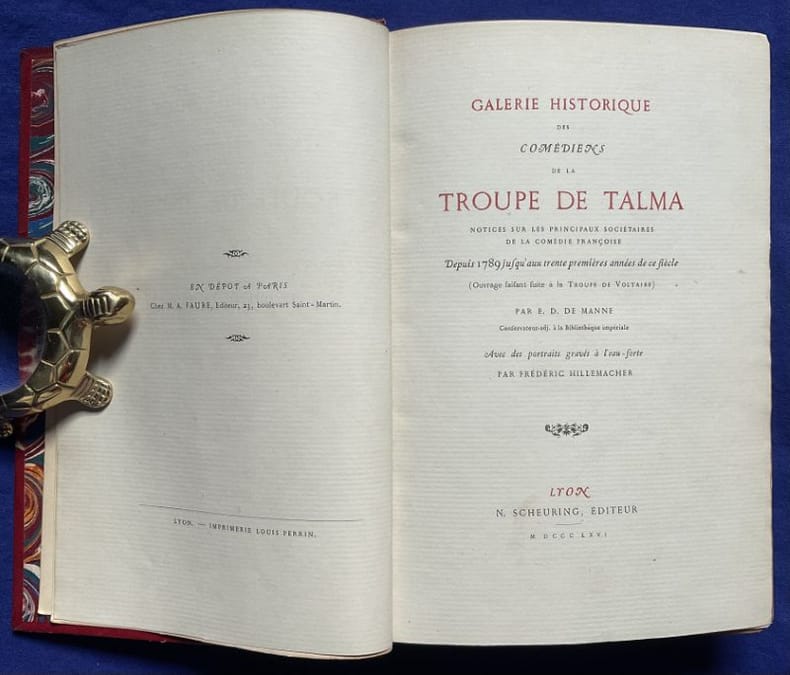 EN DÉPOT A PARIS
Chez M. A. FAURE, Editeur, 23, boulevert Saint-Martin.
LYON. — IMPRIMERIE LOUIS PERRIN.
GALERIE HISTORIQUE
DES
COMÉDIENS
DE LA
TROUPE DE TALMA
NOTICES SUR LES PRINCIPAUX SOCIÉTAIRES
DE LA COMÉDIE FRANÇOISE
Depuis 1789 juſqu'aux trente premières années de ce ſiècle
(Ouvrage faiſant ſuite à la TROUPE DE VOLTAIRE)
PAR E. D. DE MANNE
Conſervateur-adj. à la Bibliothèque impériale
Avec des portraits gravés à l'eau-forte
PAR FRÉDÉRIC HILLEMACHER
LYON
N. SCHEURING, ÉDITEUR
M DCCC LXVI